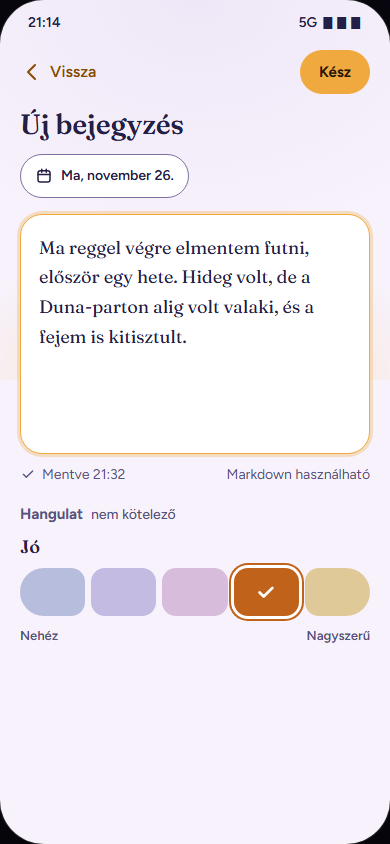 21:14
5G
Vissza
Kész
Új bejegyzés
Ma, november 26.
Ma reggel végre elmentem futni,
először egy hete. Hideg volt, de a
Duna-parton alig volt valaki, és a
fejem is kitisztult.
Mentve 21:32
Markdown használható
Hangulat nem kötelező
Jó
Nehéz
Nagyszerű